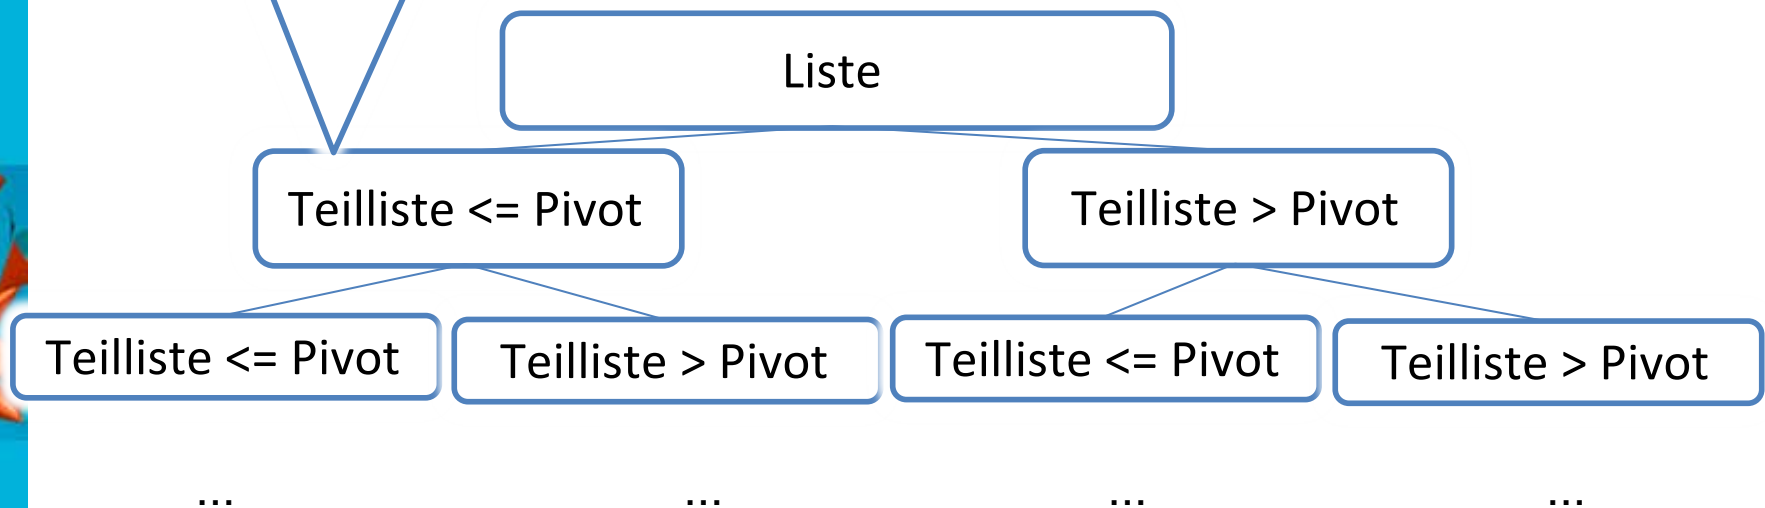 Liste
Teilliste <= Pivot
Teilliste > Pivot
Teilliste <= Pivot
Teilliste > Pivot
Teilliste <= Pivot
Teilliste > Pivot
... ... ... ...